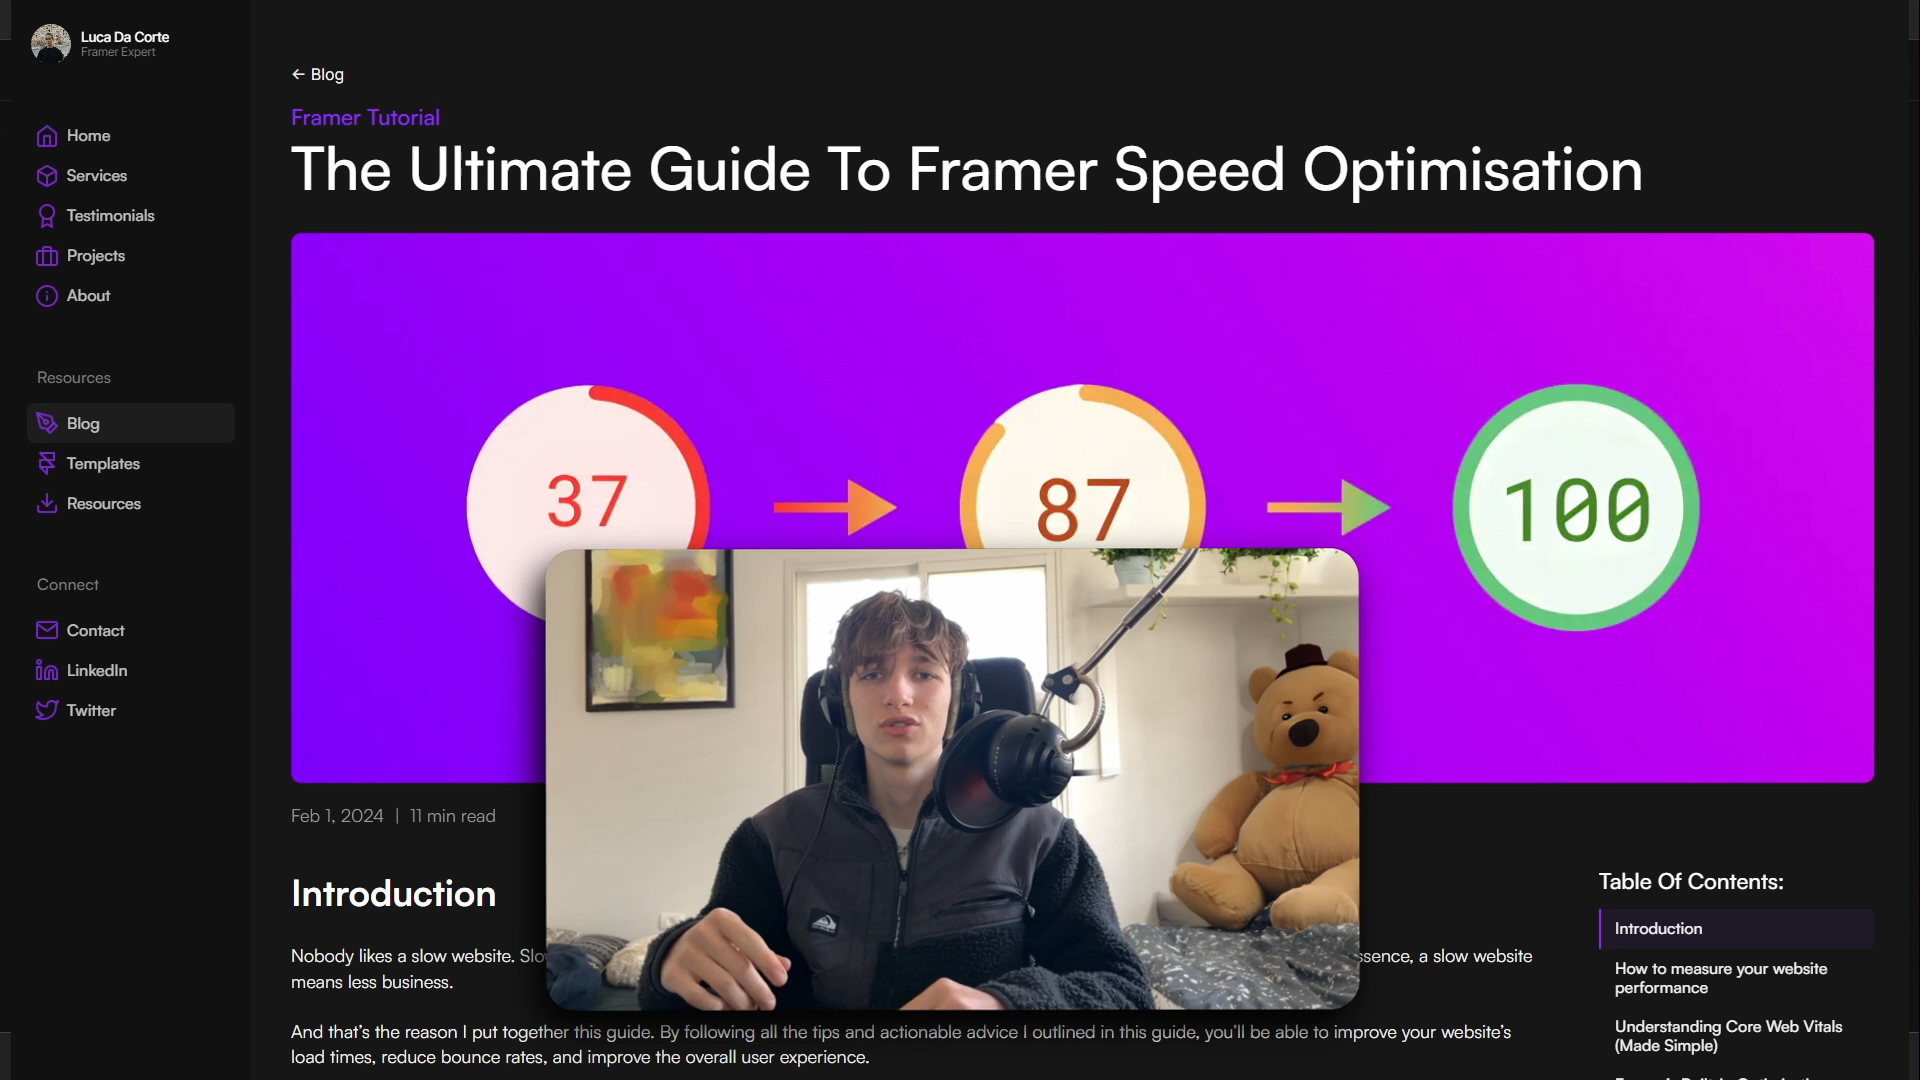 Luca Da Corte
Framer Expert
Home
Services
Testimonials
Projects
About
Resources
Blog
Templates
Resources
Connect
Contact
LinkedIn
Twitter
← Blog
Framer Tutorial
The Ultimate Guide To Framer Speed Optimisation
37
87
100
Feb 1, 2024 | 11 min read
Introduction
Nobody likes a slow website. a slow website
means less business.
And that's the reason I put together this guide. By following all the tips and actionable advice I outlined in this guide, you'll be able to improve your website's
load times, reduce bounce rates, and improve the overall user experience.
Table Of Contents:
Introduction
How to measure your website
performance
Understanding Core Web Vitals
(Made Simple)